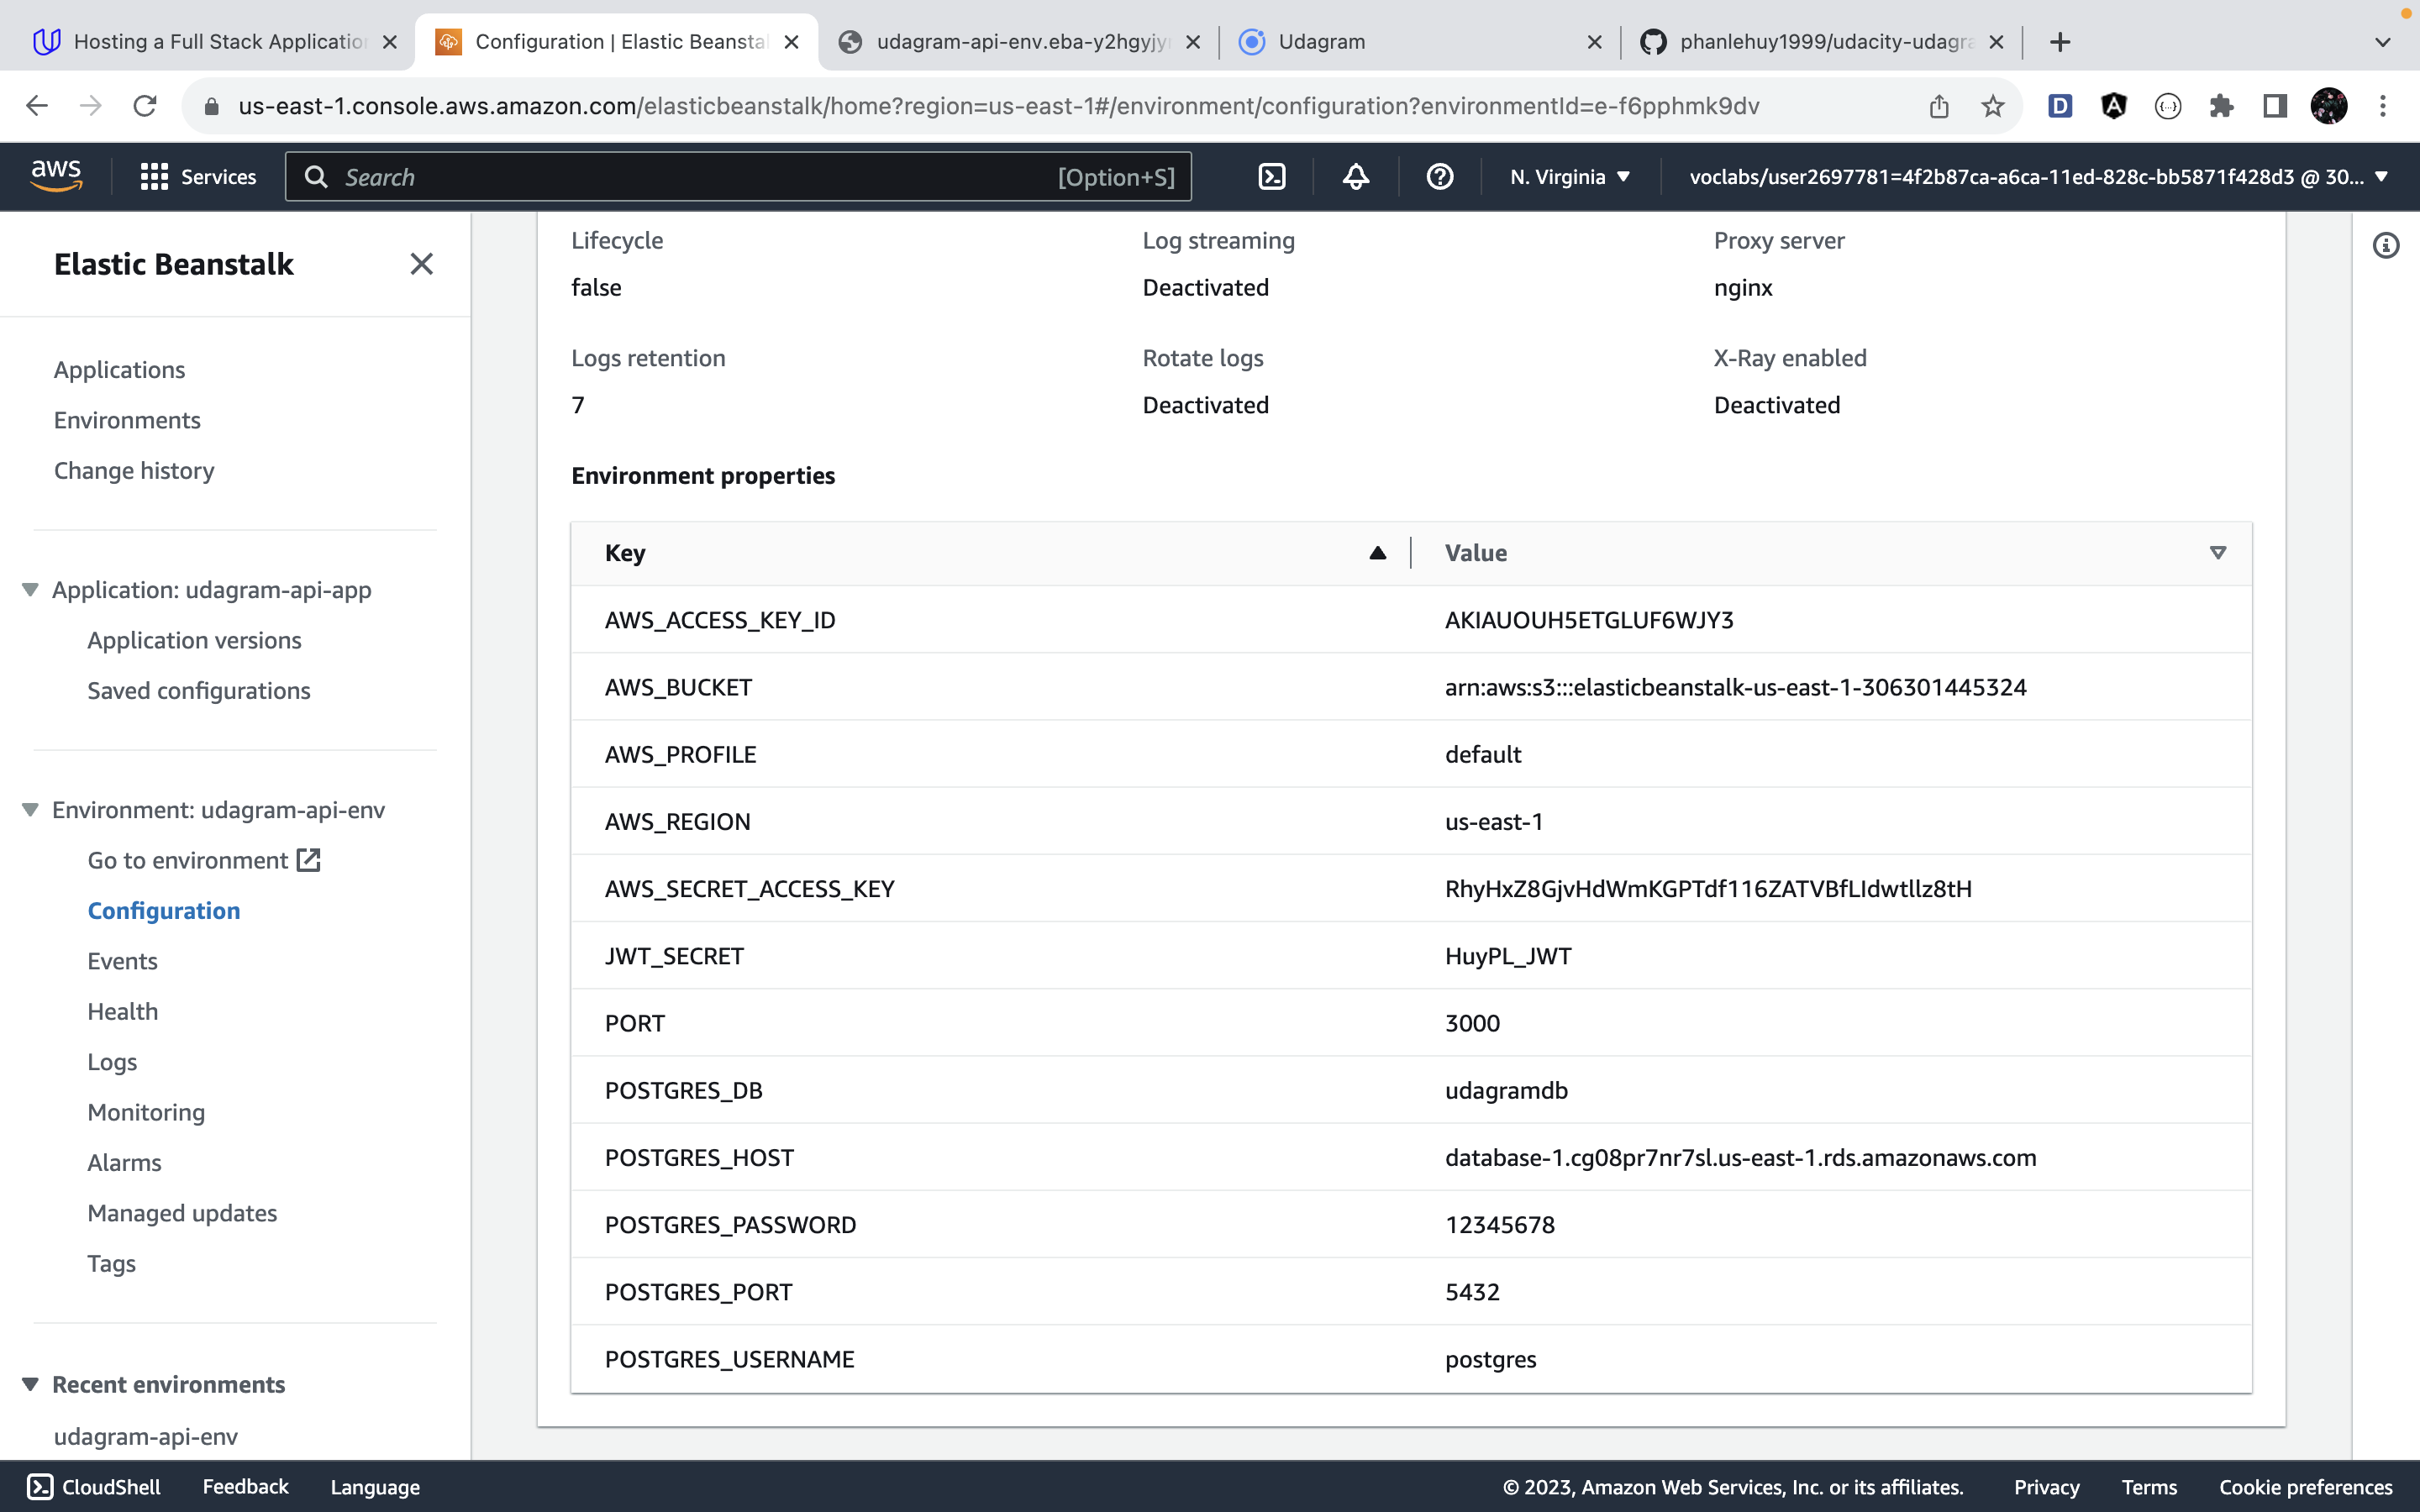 Hosting a Full Stack Applicatio
Configuration | Elastic Beansta
udagram-api-env.eba-y2hgyjy
Udagram
phanlehuy1999/udacity-udagra
us-east-1.console.aws.amazon.com/elasticbeanstalk/home?region=us-east-1#/environment/configuration?environmentId=e-f6pphmk9dv
aws
Services
Search
[Option+S]
N. Virginia
voclabs/user2697781=4f2b87ca-a6ca-11ed-828c-bb5871f428d3 @ 30...
Elastic Beanstalk
Applications
Environments
Change history
Application: udagram-api-app
Application versions
Saved configurations
Environment: udagram-api-env
Go to environment
Configuration
Events
Health
Logs
Monitoring
Alarms
Managed updates
Tags
Recent environments
udagram-api-env
Lifecycle
false
Log streaming
Deactivated
Proxy server
nginx
Logs retention
7
Rotate logs
Deactivated
X-Ray enabled
Deactivated
Environment properties
Key Value
AWS_ACCESS_KEY_ID AKIAUOUH5ETGLUF6WJY3
AWS_BUCKET arn:aws:s3:::elasticbeanstalk-us-east-1-306301445324
AWS_PROFILE default
AWS_REGION us-east-1
AWS_SECRET_ACCESS_KEY RhyHxZ8GjvHdWmKGPTdf116ZATVBfLIdwtllz8tH
JWT_SECRET HuyPL_JWT
PORT 3000
POSTGRES_DB udagramdb
POSTGRES_HOST database-1.cg08pr7nr7sl.us-east-1.rds.amazonaws.com
POSTGRES_PASSWORD 12345678
POSTGRES_PORT 5432
POSTGRES_USERNAME postgres
CloudShell
Feedback
Language
© 2023, Amazon Web Services, Inc. or its affiliates.
Privacy
Terms
Cookie preferences